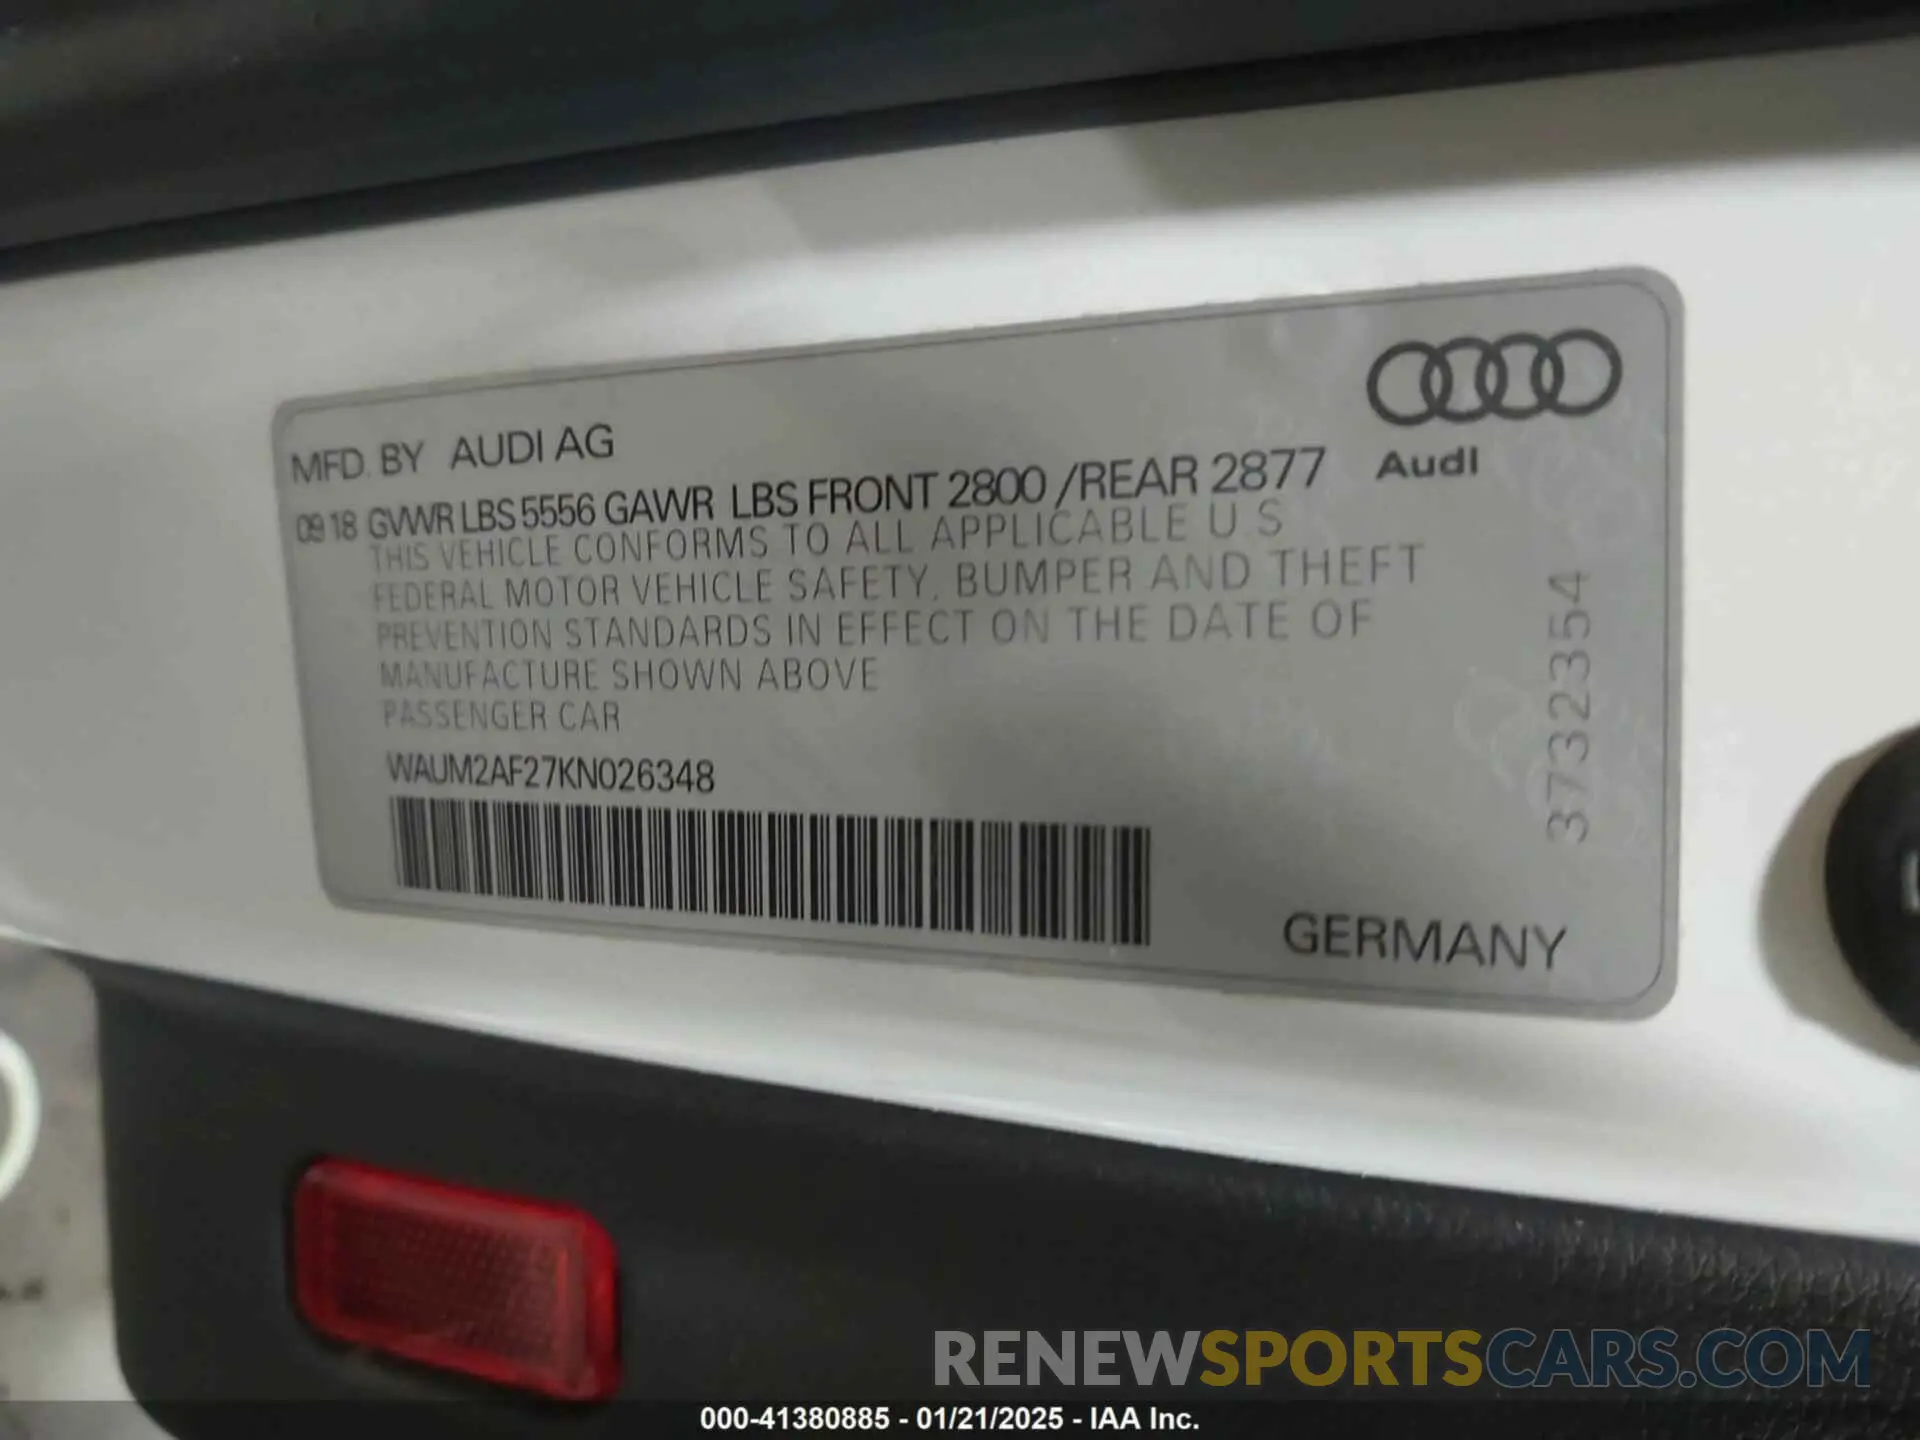 MFD. BY AUDI AG
Audi
09 18 GVWR LBS 5556 GAWR LBS FRONT 2800 /REAR 2877
THIS VEHICLE CONFORMS TO ALL APPLICABLE U S
FEDERAL MOTOR VEHICLE SAFETY, BUMPER AND THEFT
PREVENTION STANDARDS IN EFFECT ON THE DATE OF
MANUFACTURE SHOWN ABOVE
PASSENGER CAR
WAUM2AF27KN026348
3732354
GERMANY
RENEWSPORTSCARS.COM
000-41380885 - 01/21/2025 - IAA Inc.